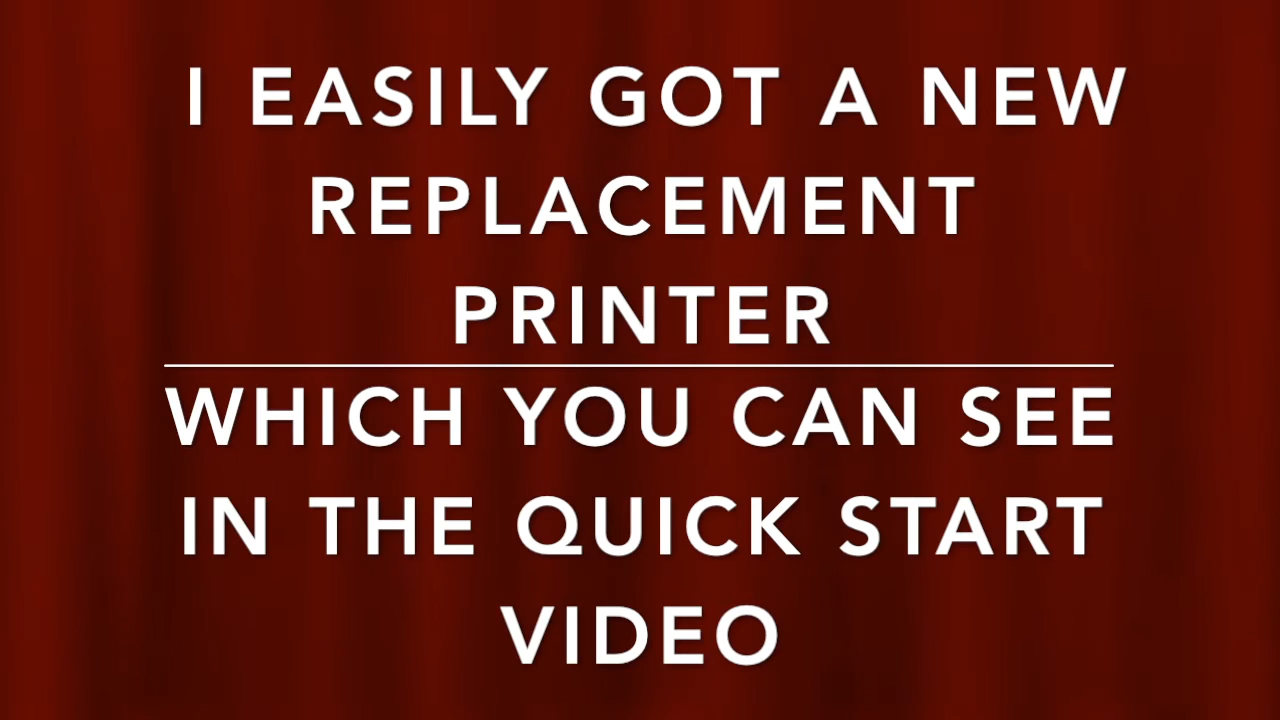 I EASILY GOT A NEW
REPLACEMENT
PRINTER
WHICH YOU CAN SEE
IN THE QUICK START
VIDEO